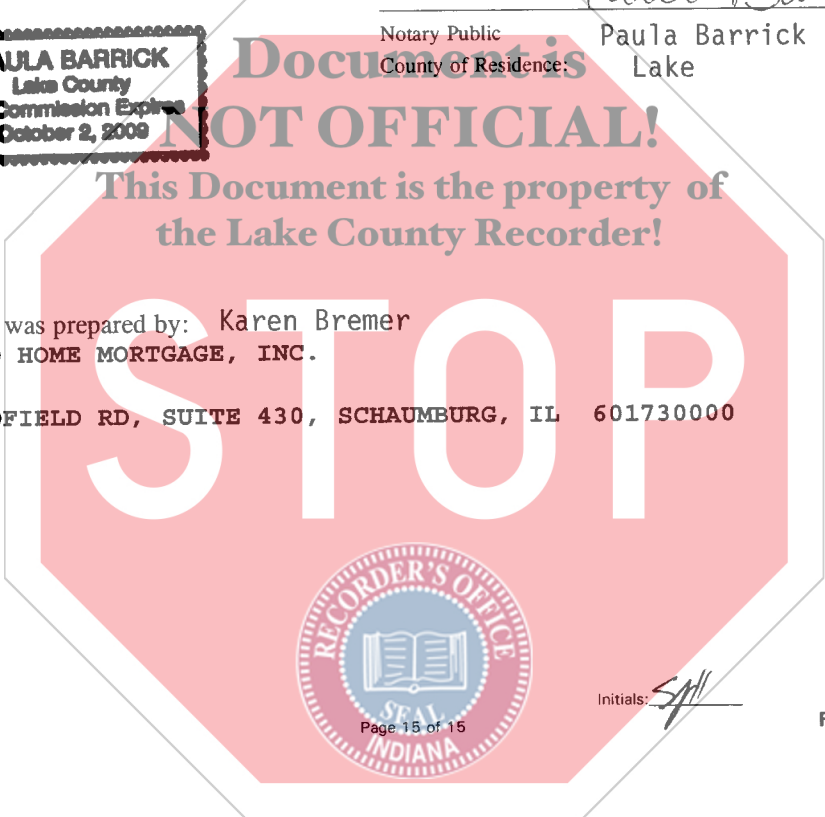 Notary Public Paula Barrick
County of Residence: Lake
ULA BARRICK
Lake County
Commission Expires
October 2, 2009
Document is
NOT OFFICIAL!
This Document is the property of
the Lake County Recorder!
was prepared by: Karen Bremer
HOME MORTGAGE, INC.
FIELD RD, SUITE 430, SCHAUMBURG, IL 601730000
STOP
RECORDER'S OFFICE
SEAL
INDIANA
Initials:
Page 15 of 15